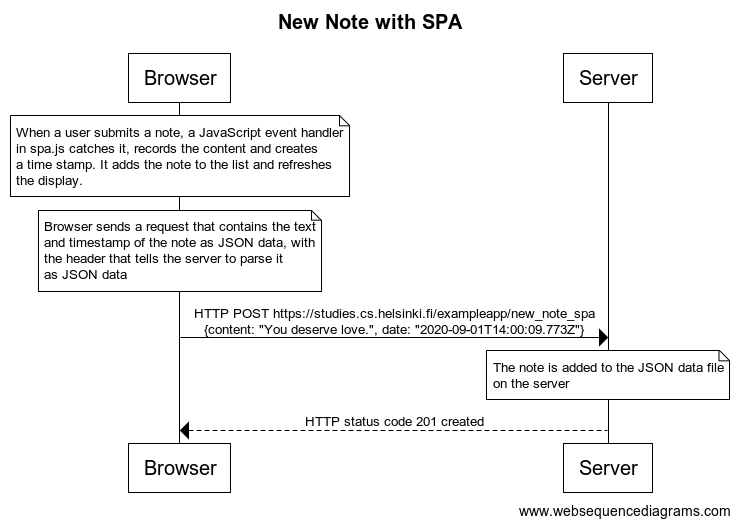 New Note with SPA
Browser
Server
When a user submits a note, a JavaScript event handler
in spa.js catches it, records the content and creates
a time stamp. It adds the note to the list and refreshes
the display.
Browser sends a request that contains the text
and timestamp of the note as JSON data, with
the header that tells the server to parse it
as JSON data
HTTP POST https://studies.cs.helsinki.fi/exampleapp/new_note_spa
{content: "You deserve love.", date: "2020-09-01T14:00:09.773Z"}
The note is added to the JSON data file
on the server
HTTP status code 201 created
Browser
Server
www.websequencediagrams.com